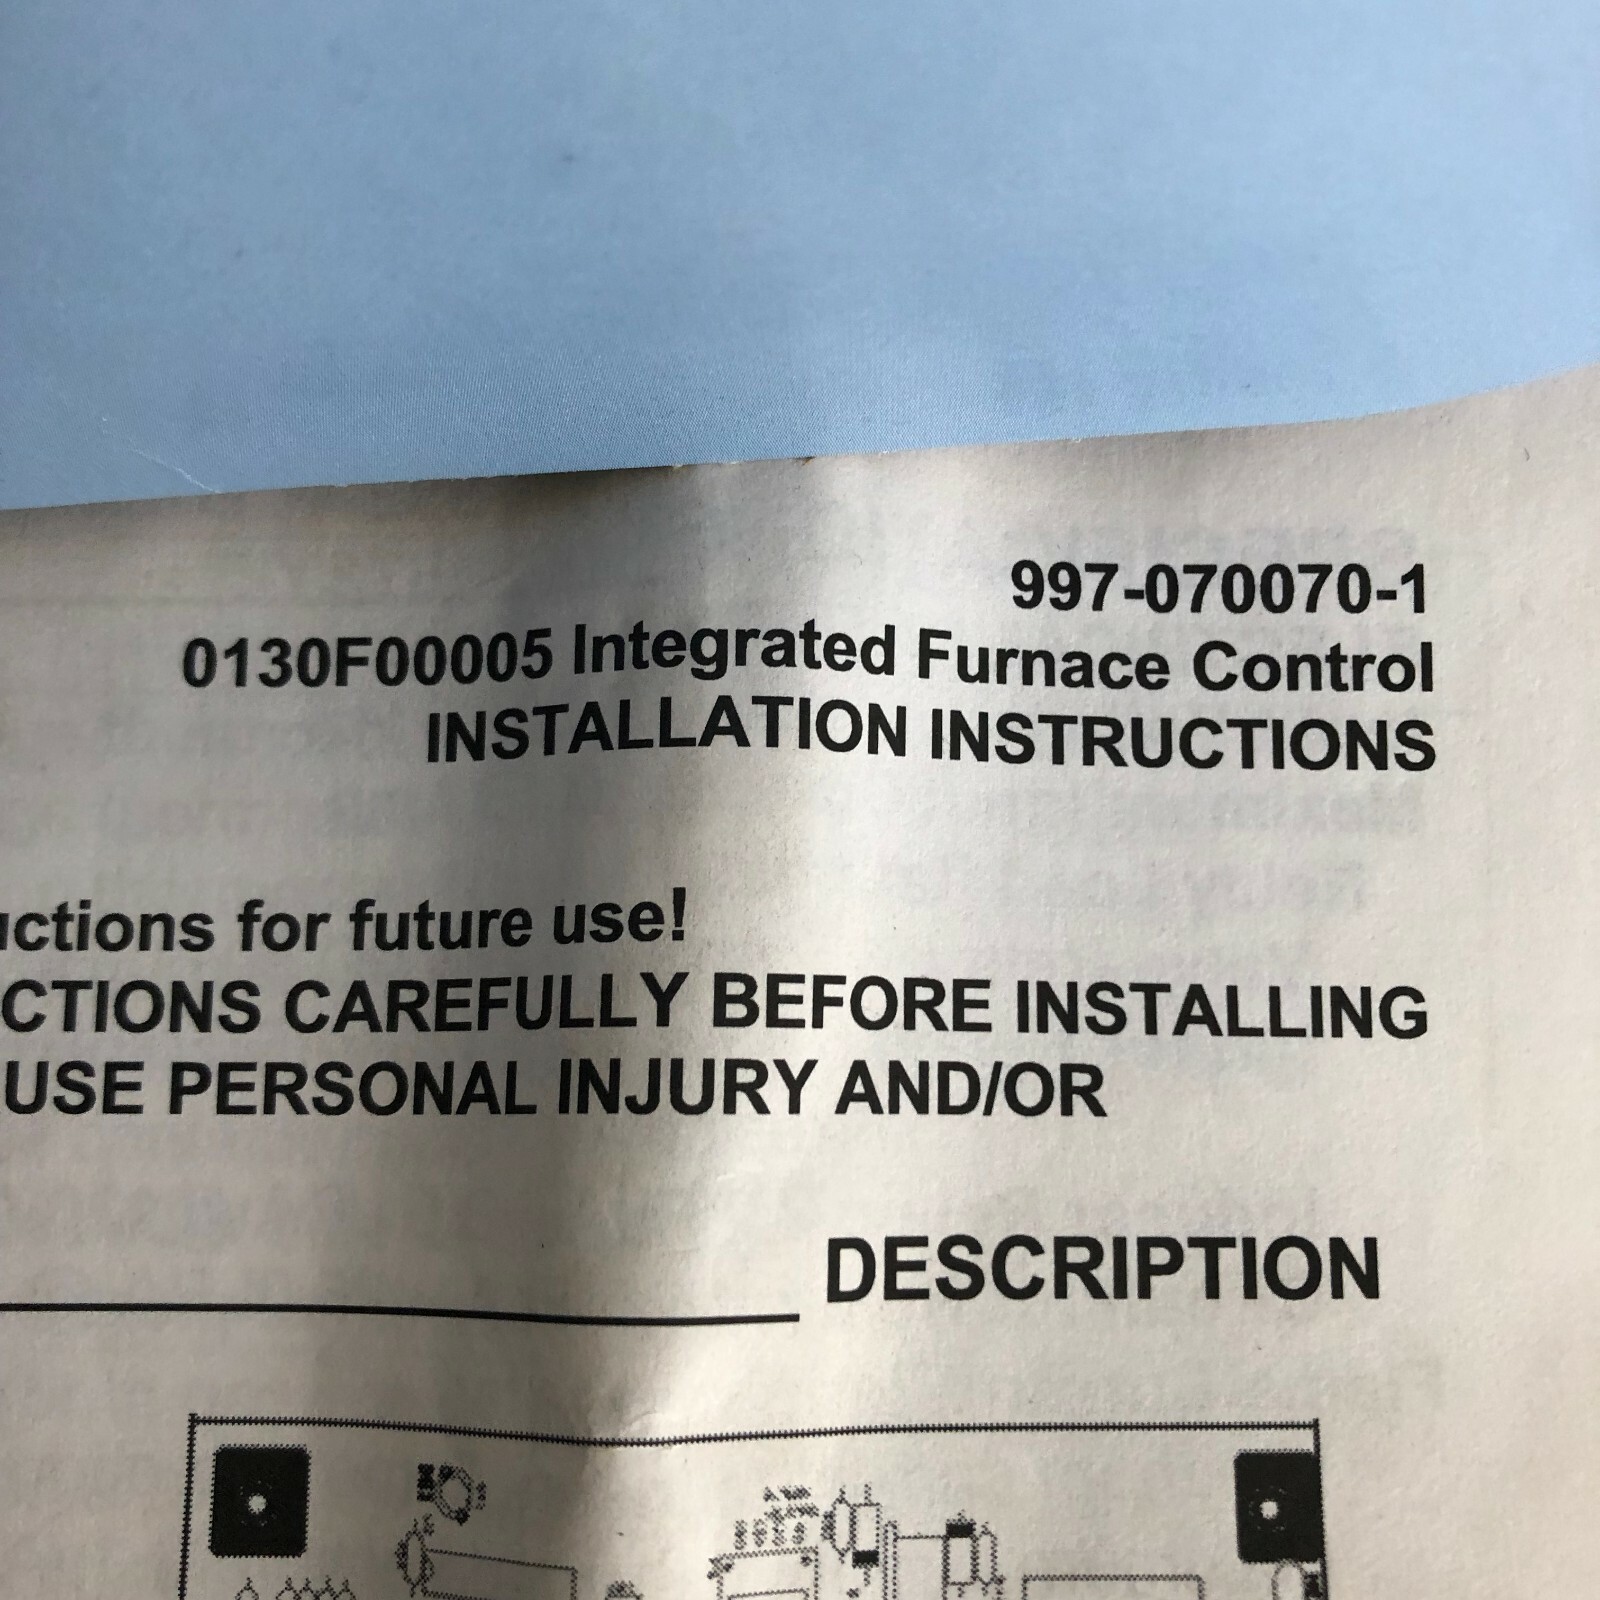 997-070070-1
0130F00005 Integrated Furnace Control
INSTALLATION INSTRUCTIONS
uctions for future use!
CTIONS CAREFULLY BEFORE INSTALLING
USE PERSONAL INJURY AND/OR
DESCRIPTION